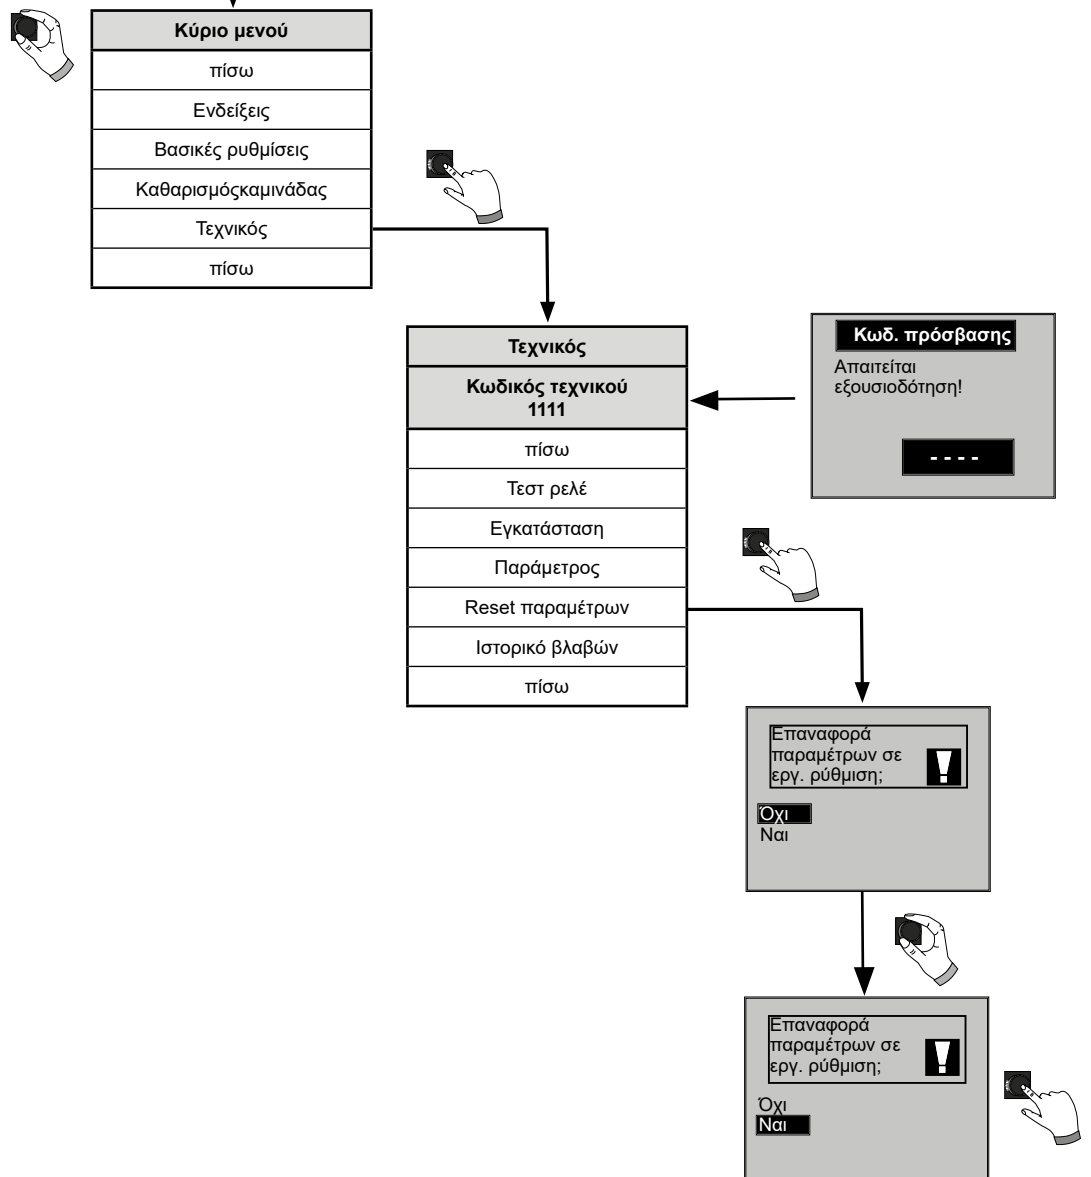 Κύριο μενού
πίσω
Ενδείξεις
Βασικές ρυθμίσεις
Καθαρισμόςκαμινάδας
Τεχνικός
πίσω
Τεχνικός
Κωδικός τεχνικού
1111
πίσω
Τεστ ρελέ
Εγκατάσταση
Παράμετρος
Reset παραμέτρων
Ιστορικό βλαβών
πίσω
Κωδ. πρόσβασης
Απαιτείται
εξουσιοδότηση!
- - - -
Επαναφορά
παραμέτρων σε
εργ. ρύθμιση;
!
Όχι
Ναι
Επαναφορά
παραμέτρων σε
εργ. ρύθμιση;
!
Όχι
Ναι